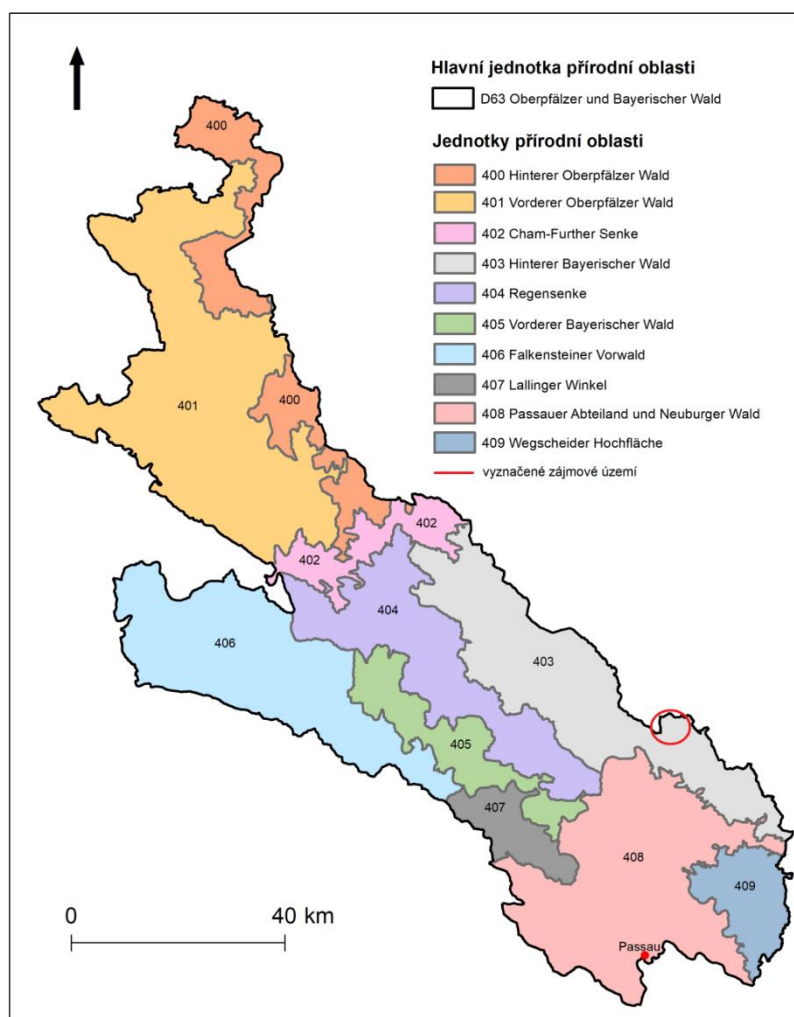 Hlavní jednotka přírodní oblasti
D63 Oberpfälzer und Bayerischer Wald
Jednotky přírodní oblasti
400 Hinterer Oberpfälzer Wald
401 Vorderer Oberpfälzer Wald
402 Cham-Further Senke
403 Hinterer Bayerischer Wald
404 Regensenke
405 Vorderer Bayerischer Wald
406 Falkensteiner Vorwald
407 Lallinger Winkel
408 Passauer Abteiland und Neuburger Wald
409 Wegscheider Hochfläche
vyznačené zájmové území
400
401
400
402
402
404
406
403
405
407
408
409
Passau
0 40 km